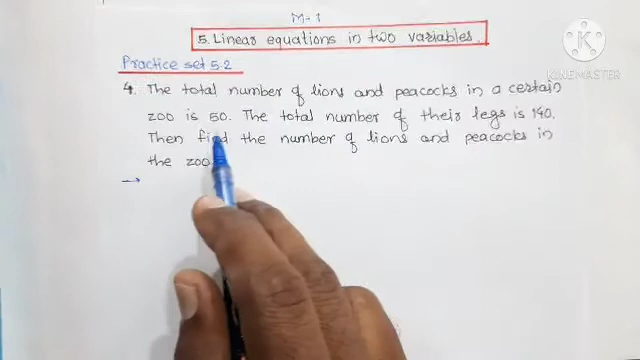 M-1
5. Linear equations in two variables.
Practice set 5.2
4. The total number of lions and peacocks in a certain
zoo is 50. The total number of their legs is 140.
Then find the number of lions and peacocks in
the zoo.
KINEMASTER